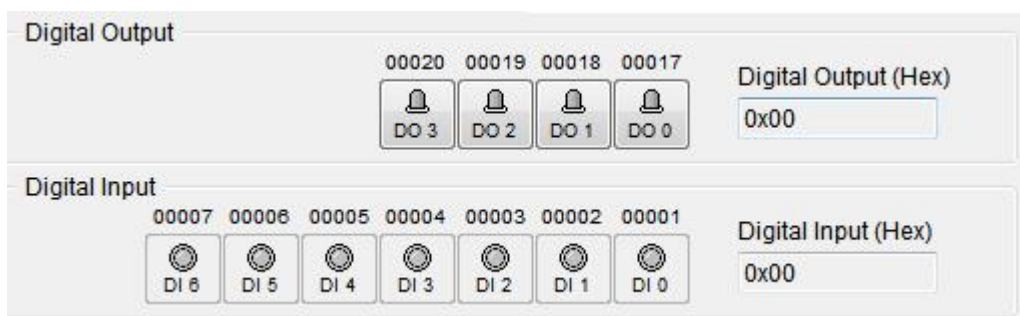 Digital Output
00020 00019 00018 00017
DO 3 DO 2 DO 1 DO 0
Digital Output (Hex)
0x00
Digital Input
00007 00006 00005 00004 00003 00002 00001
DI 6 DI 5 DI 4 DI 3 DI 2 DI 1 DI 0
Digital Input (Hex)
0x00